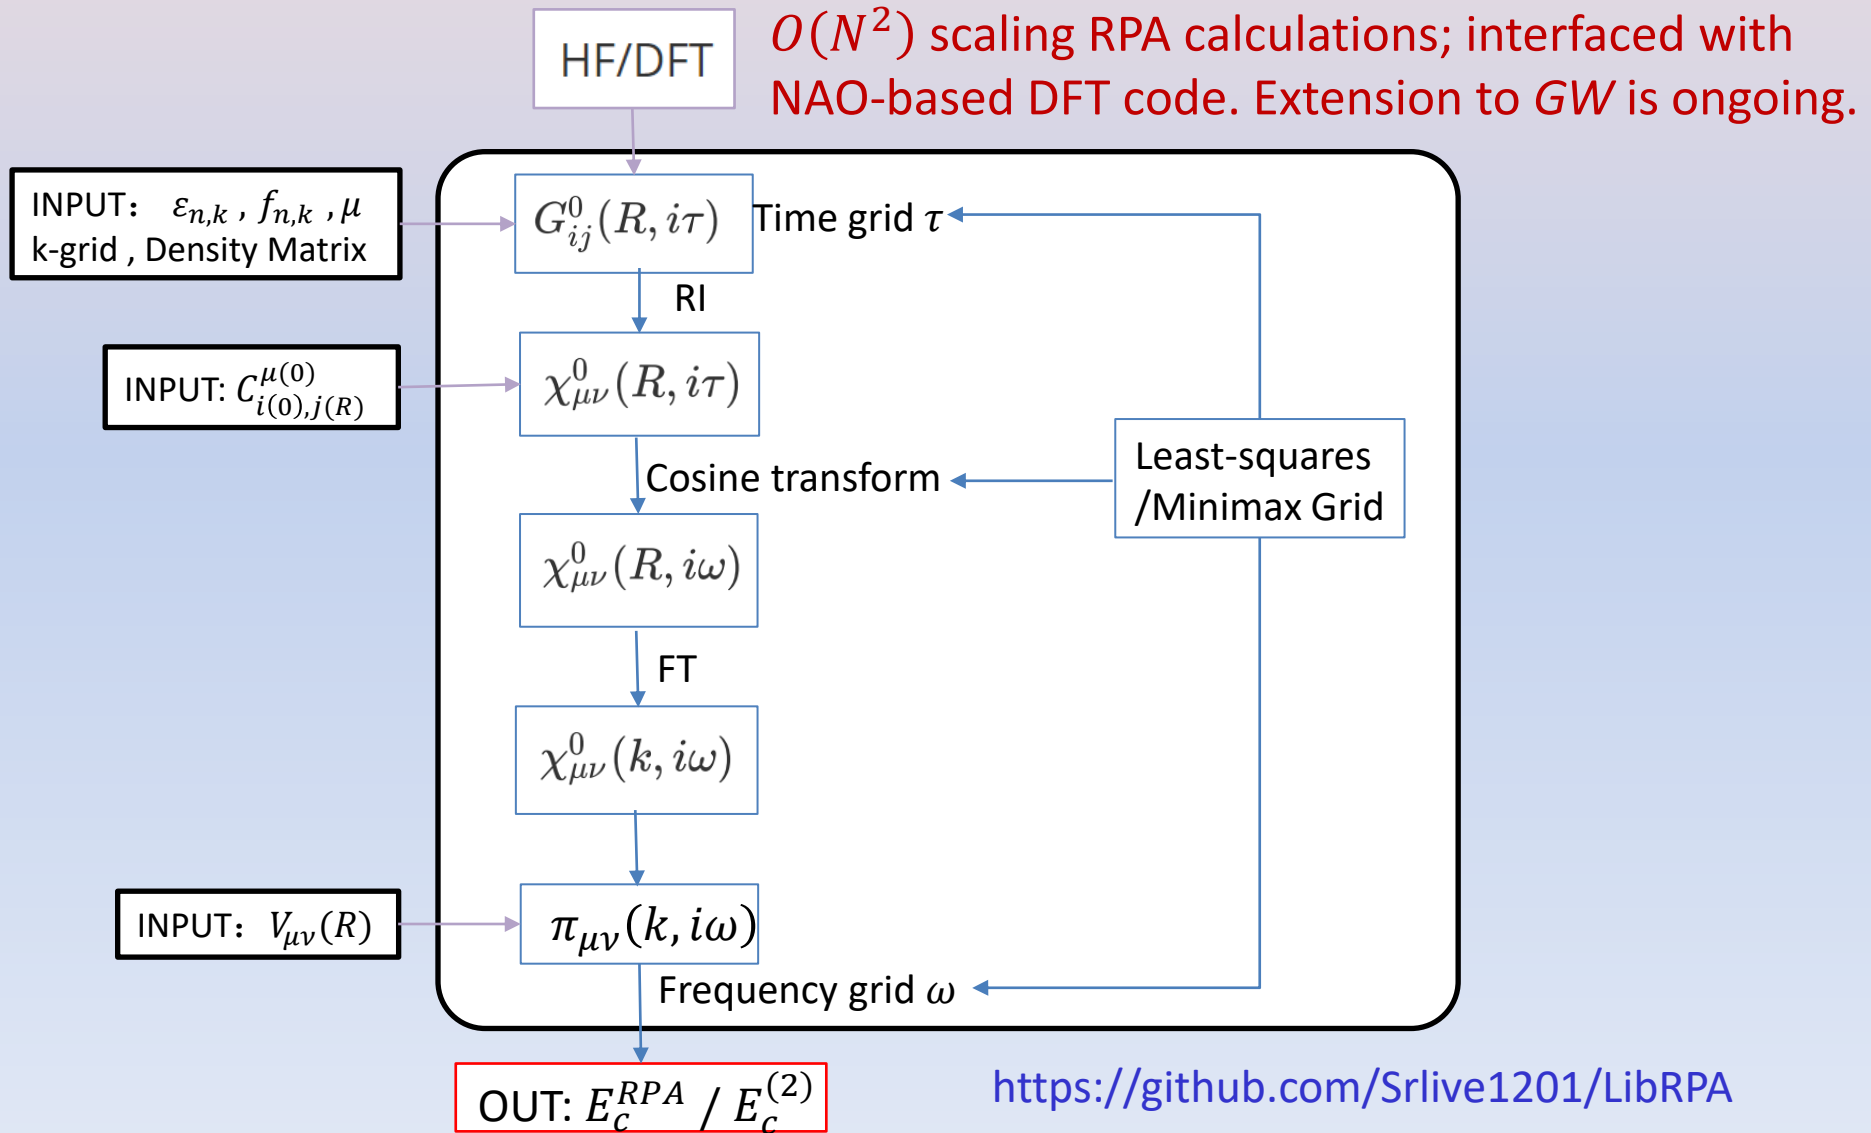 HF/DFT
𝑂(𝑁²) scaling RPA calculations; interfaced with
NAO-based DFT code. Extension to GW is ongoing.
INPUT： 𝜀_{𝑛,𝑘} , 𝑓_{𝑛,𝑘} , 𝜇
k-grid , Density Matrix
G^0_{ij}(R, iτ)
Time grid 𝜏
RI
INPUT: 𝐶^{𝜇(0)}_{𝑖(0),𝑗(𝑅)}
χ^0_{μν}(R, iτ)
Cosine transform
Least-squares
/Minimax Grid
χ^0_{μν}(R, iω)
FT
χ^0_{μν}(k, iω)
INPUT： 𝑉_{𝜇𝜈}(𝑅)
𝜋_{𝜇𝜈}(𝑘, 𝑖𝜔)
Frequency grid 𝜔
OUT: 𝐸_𝑐^{𝑅𝑃𝐴} / 𝐸_𝑐^{(2)}
https://github.com/Srlive1201/LibRPA